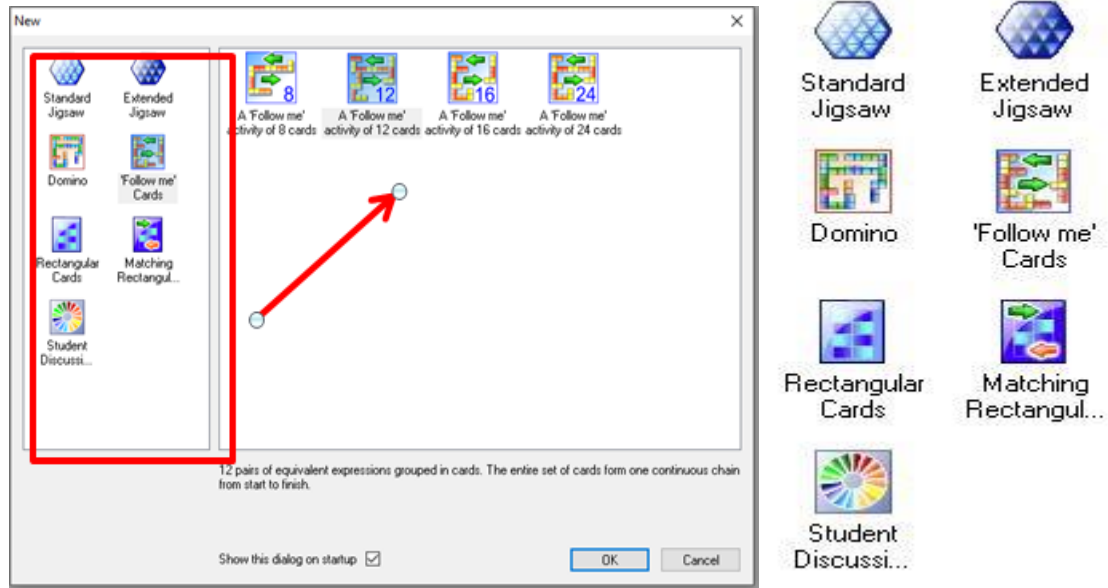 New
Standard
Jigsaw
Extended
Jigsaw
Domino
'Follow me'
Cards
Rectangular
Cards
Matching
Rectangul...
Student
Discussi...
8
A 'Follow me'
activity of 8 cards
12
A 'Follow me'
activity of 12 cards
16
A 'Follow me'
activity of 16 cards
24
A 'Follow me'
activity of 24 cards
12 pairs of equivalent expressions grouped in cards. The entire set of cards form one continuous chain
from start to finish.
Show this dialog on startup
OK
Cancel
Standard
Jigsaw
Extended
Jigsaw
Domino
'Follow me'
Cards
Rectangular
Cards
Matching
Rectangul...
Student
Discussi...